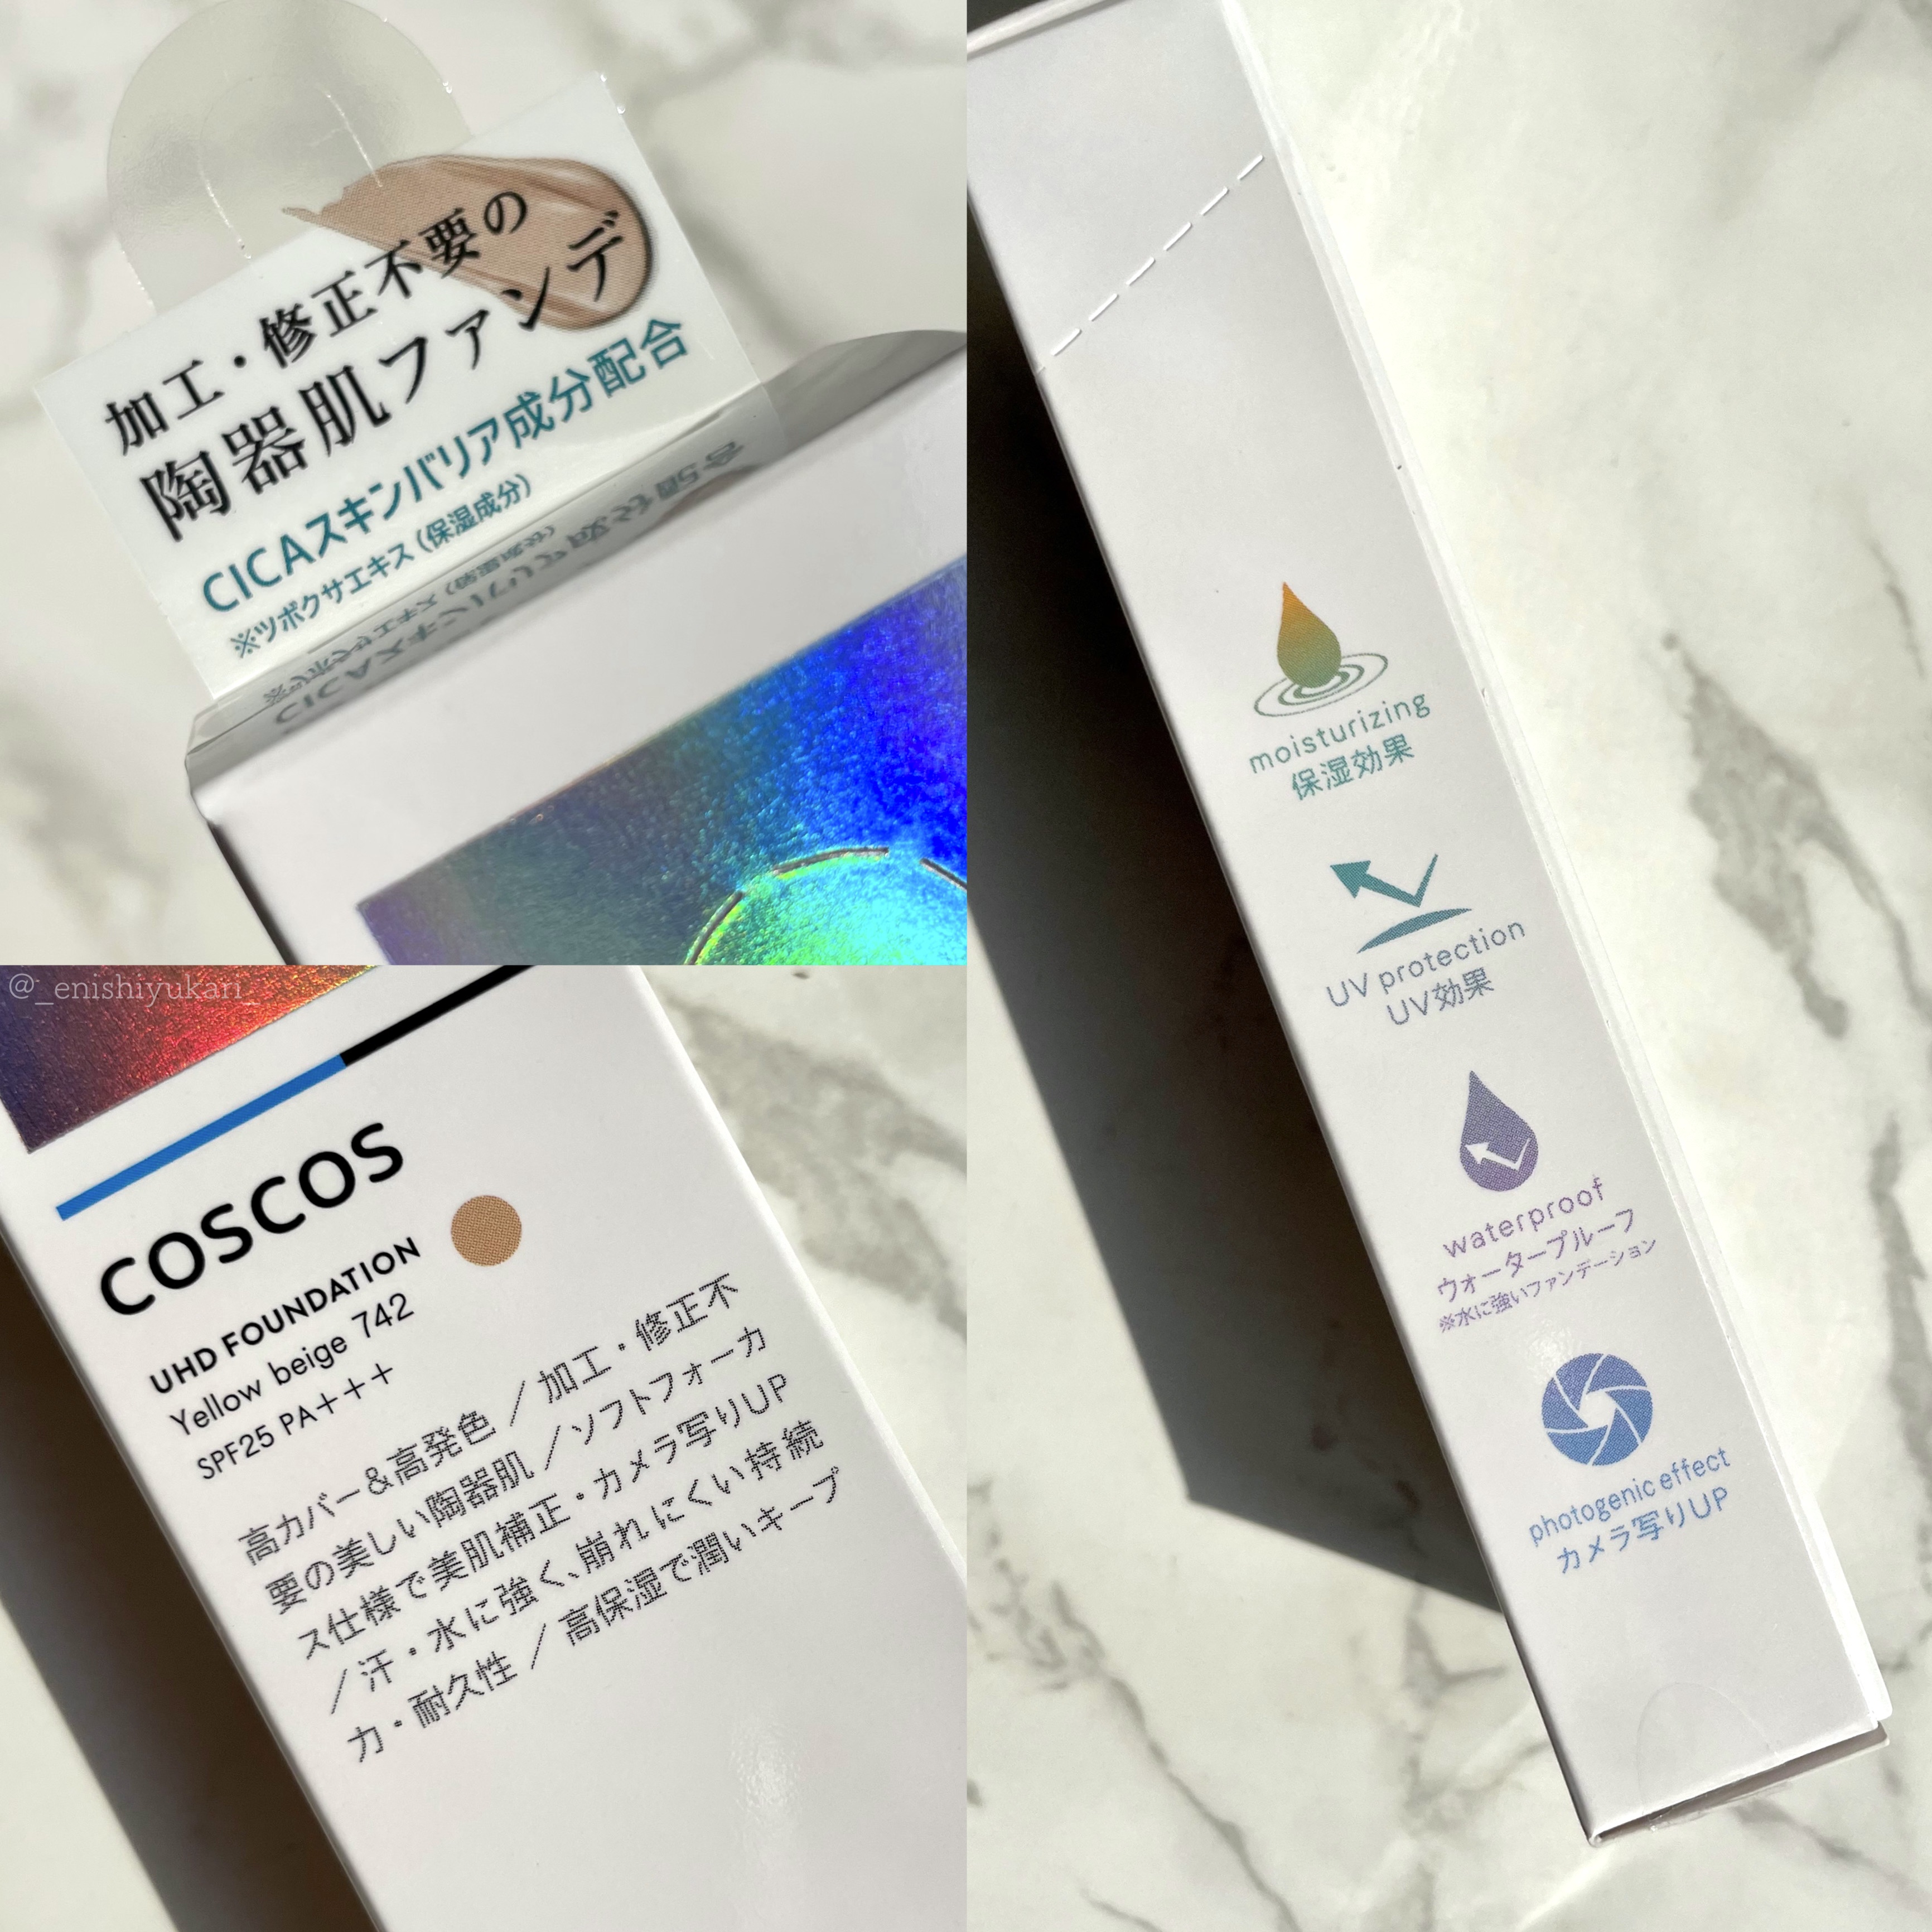 加工・修正不要の
陶器肌ファンデ
CICAスキンバリア成分配合
※ツボクサエキス(保湿成分)
@_enishiyukari_
COSCOS
UHD FOUNDATION
Yellow beige 742
SPF25 PA+++
高カバー&高発色 / 加工・修正不
要の美しい陶器肌 / ソフトフォーカ
ス仕様で美肌補正・カメラ写りUP
/ 汗・水に強く、崩れにくい持続
力・耐久性 / 高保湿で潤いキープ
moisturizing
保湿効果
UV protection
UV効果
waterproof
ウォータープルーフ
※水に強いファンデーション
photogenic effect
カメラ写りUP